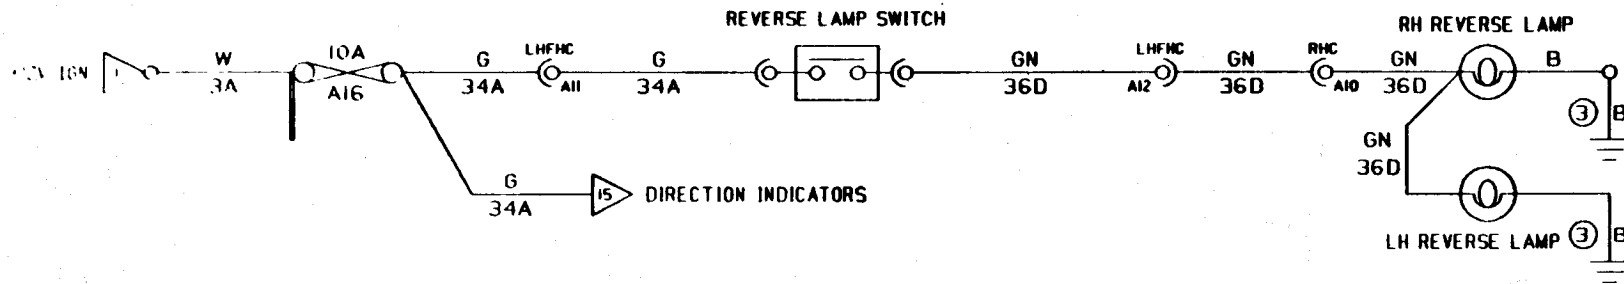 REVERSE LAMP SWITCH
RH REVERSE LAMP
IGN
W
3A
10A
A16
G
34A
LHFHC
A11
G
34A
GN
36D
LHFHC
A12
GN
36D
RHC
A10
GN
36D
B
3
B
GN
36D
G
34A
15
DIRECTION INDICATORS
LH REVERSE LAMP
3
B